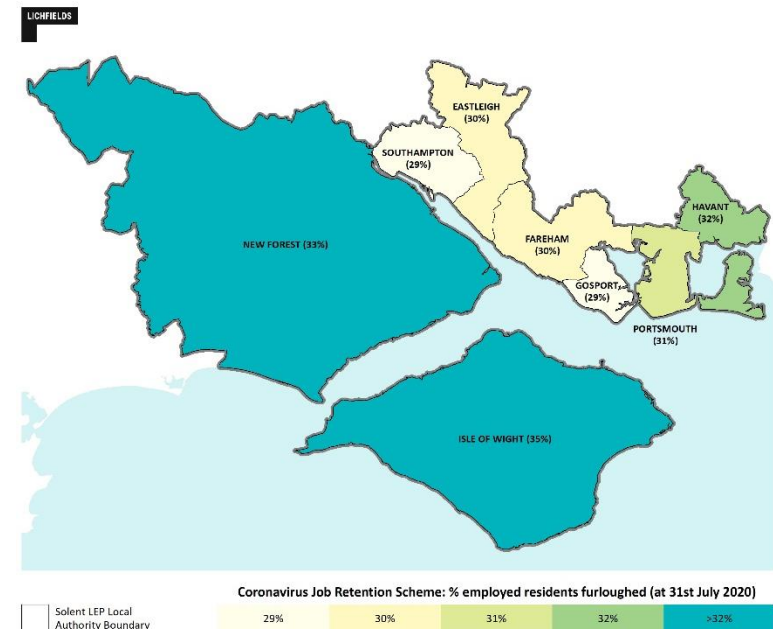 LICHFIELDS
EASTLEIGH
(30%)
SOUTHAMPTON
(29%)
HAVANT
(32%)
NEW FOREST (33%)
FAREHAM
(30%)
GOSPORT
(29%)
PORTSMOUTH
(31%)
ISLE OF WIGHT (35%)
Coronavirus Job Retention Scheme: % employed residents furloughed (at 31st July 2020)
Solent LEP Local
Authority Boundary
29%
30%
31%
32%
>32%